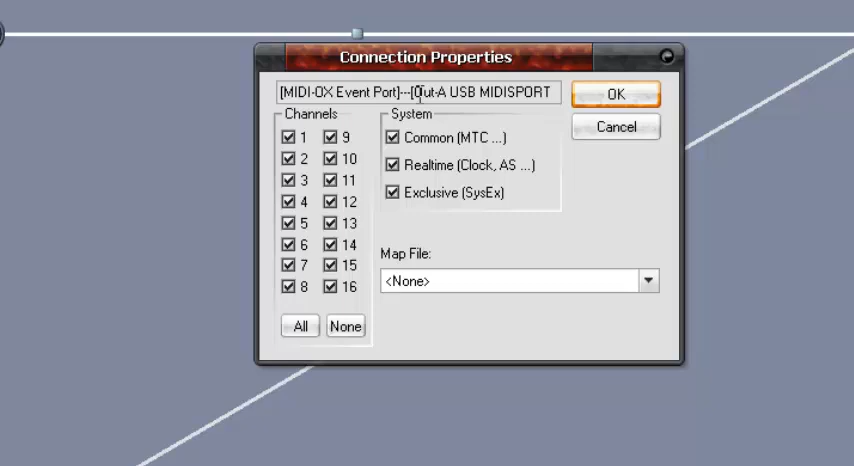 Connection Properties
[MIDI-OX Event Port]---[Out-A USB MIDISPORT
OK
Cancel
Channels
1 9
2 10
3 11
4 12
5 13
6 14
7 15
8 16
All None
System
Common (MTC ...)
Realtime (Clock, AS ...)
Exclusive (SysEx)
Map File:
<None>